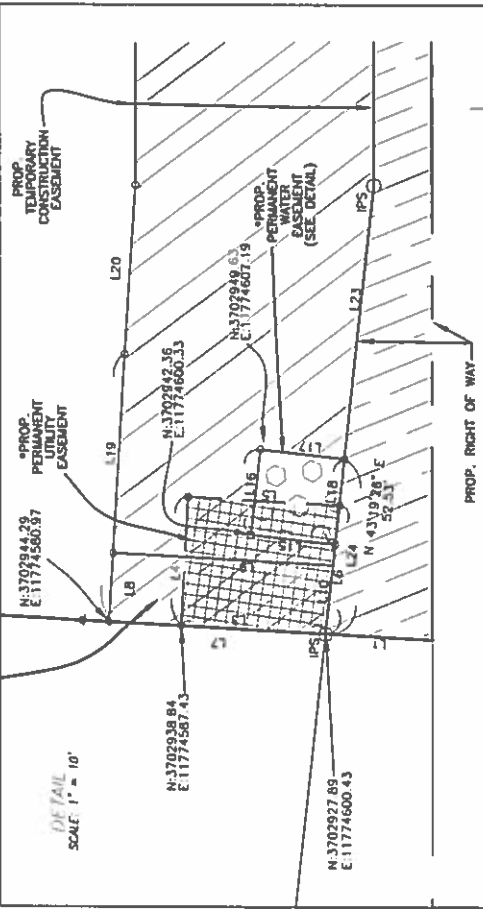 DETAIL
SCALE: 1" = 10'
N:3702944.29
E:11774580.97
*PROP.
PERMANENT
UTILITY
EASEMENT
PROP.
TEMPORARY
CONSTRUCTION
EASEMENT
L20
L19
L8
N:3702942.36
E:11774600.33
N:3702949.63
E:11774607.19
*PROP.
PERMANENT
WATER
EASEMENT
(SEE DETAIL)
IPS
L23
L7
L16
L17
L18
L24
L10
IPS
N 43°19'28" E
52.53'
N:3702938.84
E:11774587.43
N:3702927.89
E:11774600.43
PROP. RIGHT OF WAY